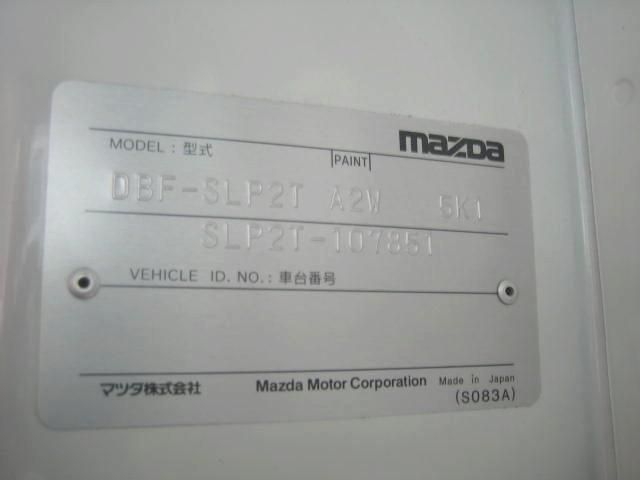 mazda
MODEL : 型式 PAINT
DBF-SLP2T A2W 5K1
SLP2T-107851
VEHICLE ID. NO. : 車台番号
マツダ株式会社 Mazda Motor Corporation Made in Japan
(S083A)